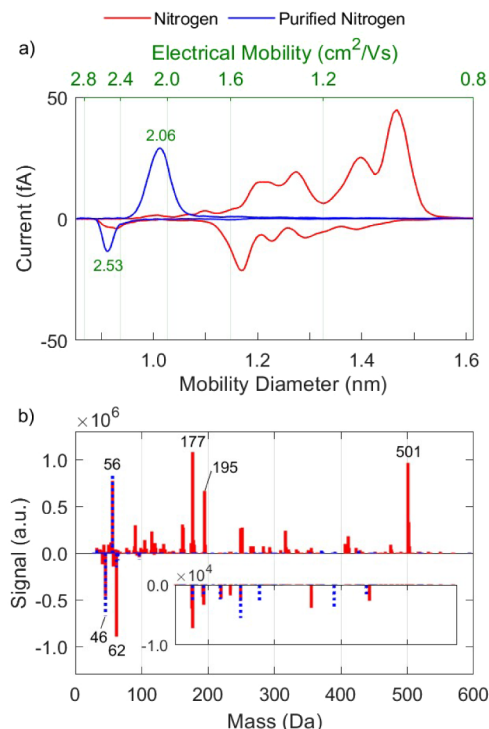 Nitrogen Purified Nitrogen
a)
Electrical Mobility (cm²/Vs)
2.8 2.4 2.0 1.6 1.2 0.8
50
2.06
0
2.53
-50
Current (fA)
1.0 1.2 1.4 1.6
Mobility Diameter (nm)
b)
×10⁶
177
1.0
56
195
501
0.5
0.0
-0.5
-1.0
Signal (a.u.)
46
62
×10⁴
0.0
-1.0
0 100 200 300 400 500 600
Mass (Da)